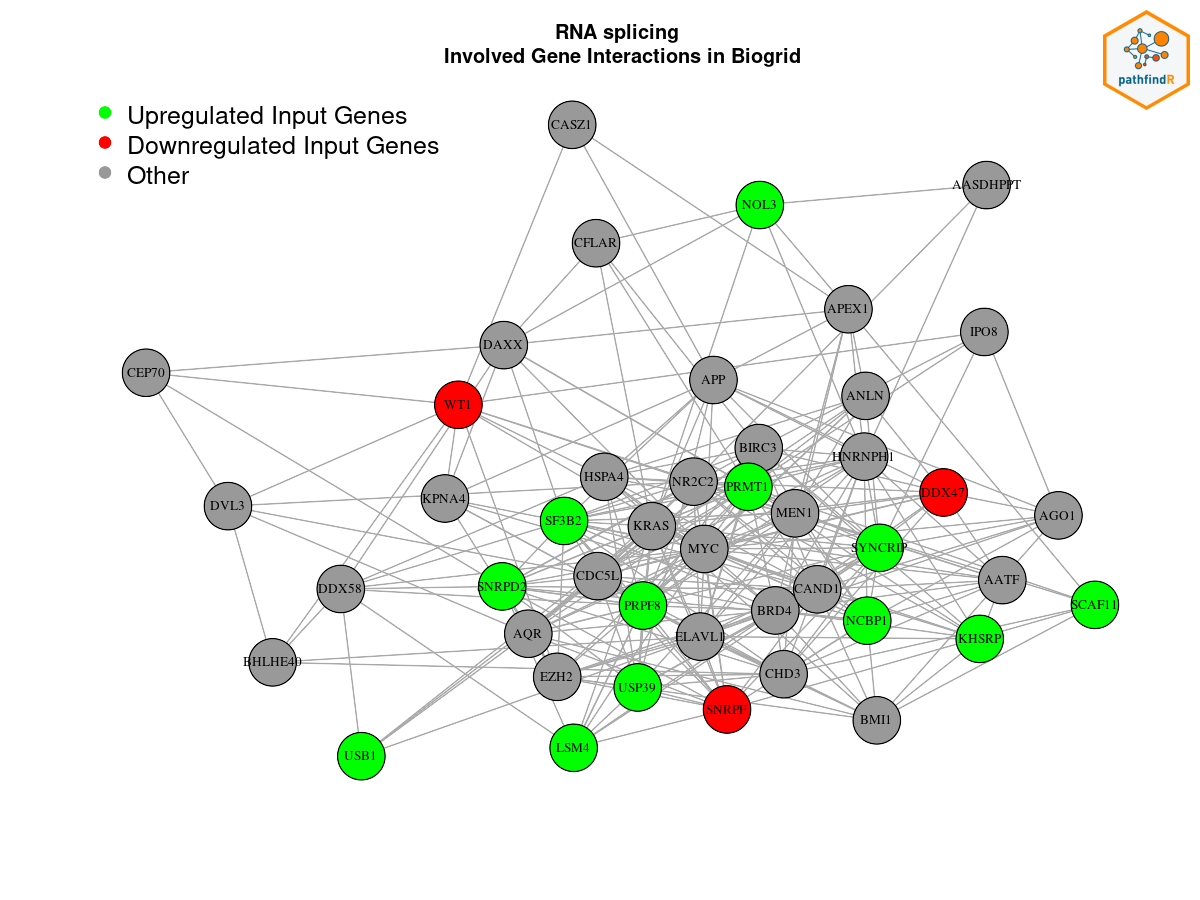 RNA splicing
Involved Gene Interactions in Biogrid
pathfindR
Upregulated Input Genes
Downregulated Input Genes
Other
CASZ1
AASDHPPT
NOL3
CFLAR
APEX1
IPO8
DAXX
CEP70
APP
ANLN
WT1
BIRC3
HNRNPH1
HSPA4
NR2C2
PRMT1
DDX47
KPNA4
DVL3
MEN1
AGO1
SF3B2
KRAS
MYC
SYNCRIP
CDC5L
AATF
SNRPD2
DDX58
CAND1
PRPF8
SCAF11
BRD4
NCBP1
AQR
ELAVL1
KHSRP
BHLHE40
EZH2
CHD3
USP39
SNRPF
BMI1
LSM4
USB1